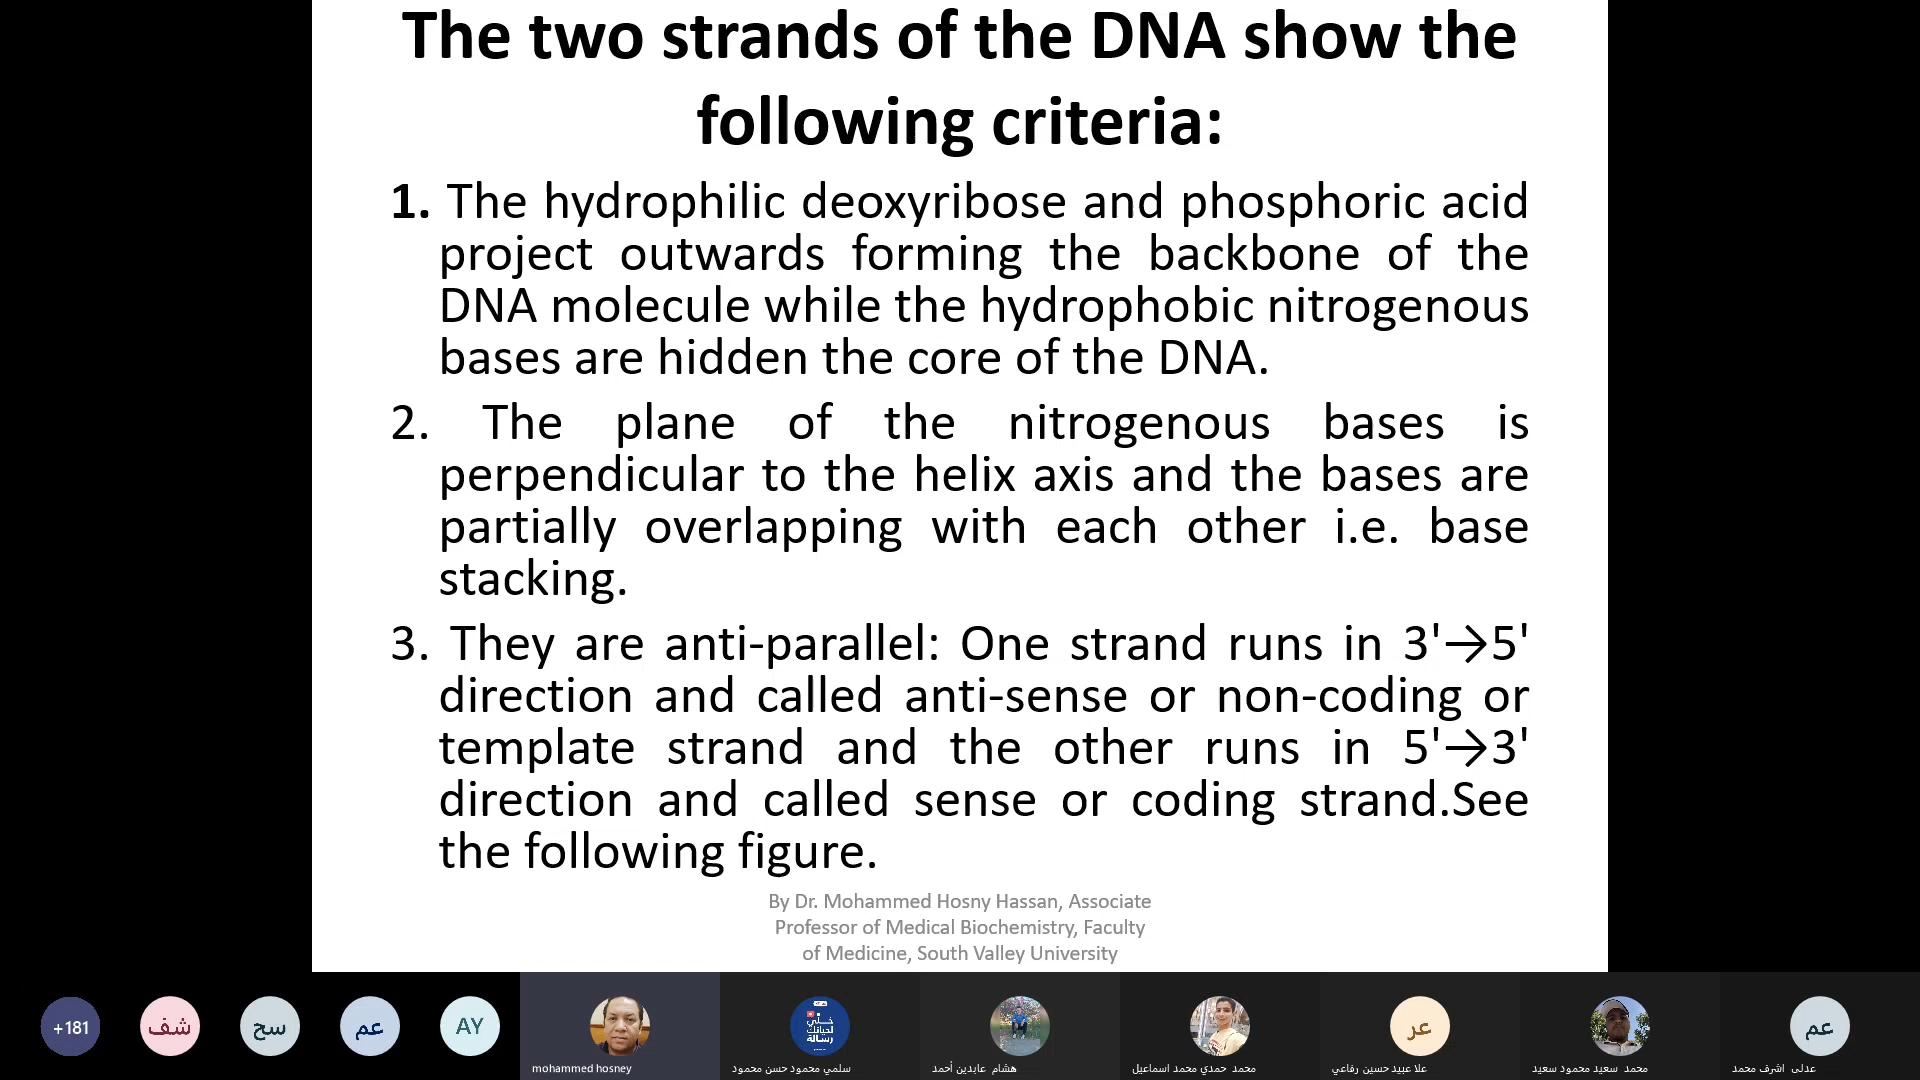 The two strands of the DNA show the
following criteria:
1. The hydrophilic deoxyribose and phosphoric acid
project outwards forming the backbone of the
DNA molecule while the hydrophobic nitrogenous
bases are hidden the core of the DNA.
2. The plane of the nitrogenous bases is
perpendicular to the helix axis and the bases are
partially overlapping with each other i.e. base
stacking.
3. They are anti-parallel: One strand runs in 3'→5'
direction and called anti-sense or non-coding or
template strand and the other runs in 5'→3'
direction and called sense or coding strand.See
the following figure.
By Dr. Mohammed Hosny Hassan, Associate
Professor of Medical Biochemistry, Faculty
of Medicine, South Valley University
+181
شف
سح
عم
AY
mohammed hosney
خلي
لحياتك
رسالة
سلمي محمود حسن محمود
هشام عابدين أحمد
محمد حمدي محمد اسماعيل
عر
علا عبيد حسين رفاعي
محمد سعيد محمود سعيد
عم
عدلى اشرف محمد